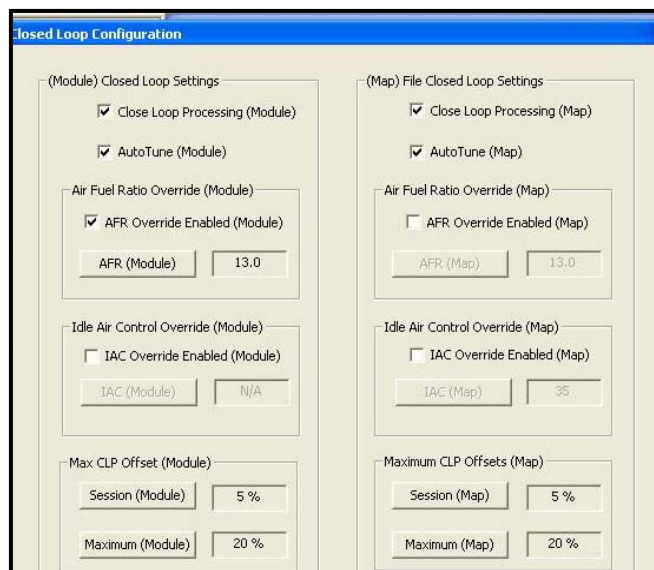 Closed Loop Configuration
(Module) Closed Loop Settings
Close Loop Processing (Module)
AutoTune (Module)
Air Fuel Ratio Override (Module)
AFR Override Enabled (Module)
AFR (Module) 13.0
Idle Air Control Override (Module)
IAC Override Enabled (Module)
IAC (Module) N/A
Max CLP Offset (Module)
Session (Module) 5 %
Maximum (Module) 20 %
(Map) File Closed Loop Settings
Close Loop Processing (Map)
AutoTune (Map)
Air Fuel Ratio Override (Map)
AFR Override Enabled (Map)
AFR (Map) 13.0
Idle Air Control Override (Map)
IAC Override Enabled (Map)
IAC (Map) 35
Maximum CLP Offsets (Map)
Session (Map) 5 %
Maximum (Map) 20 %